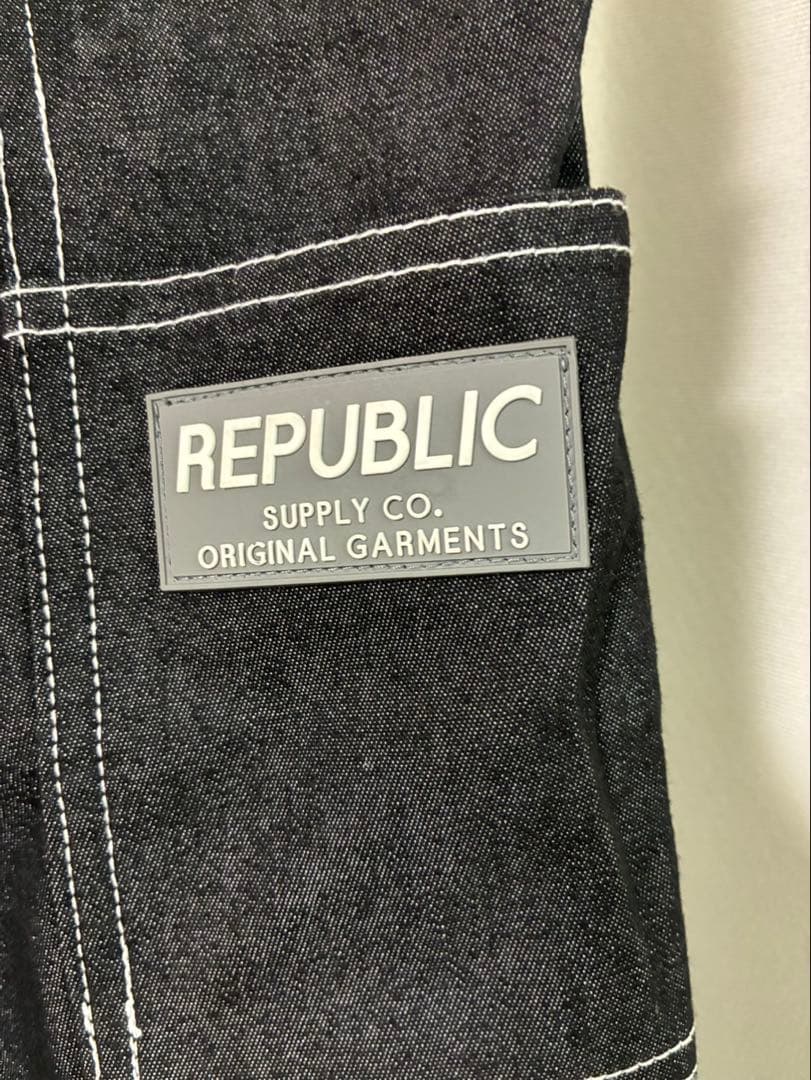 REPUBLIC
SUPPLY CO.
ORIGINAL GARMENTS